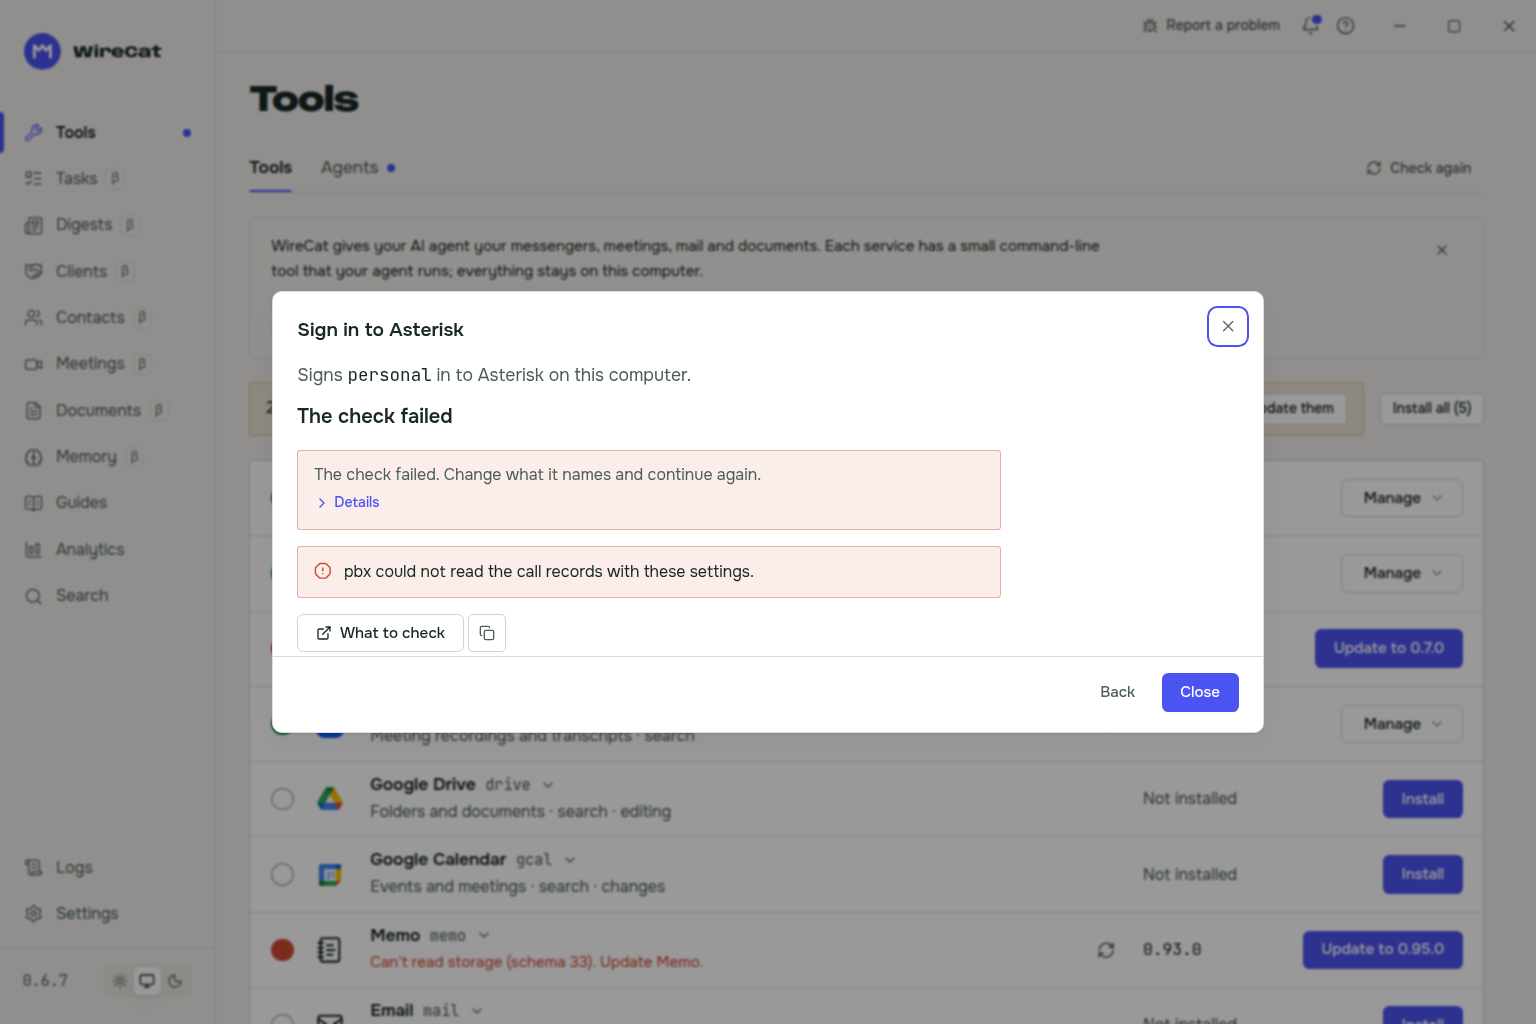 WireCat
Report a problem
Tools
Tasks β
Digests β
Clients β
Contacts β
Meetings β
Documents β
Memory β
Guides
Analytics
Search
Logs
Settings
0.6.7
Tools
Tools
Agents
Check again
WireCat gives your AI agent your messengers, meetings, mail and documents. Each service has a small command-line
tool that your agent runs; everything stays on this computer.
Install all (5)
Sign in to Asterisk
Signs personal in to Asterisk on this computer.
The check failed
The check failed. Change what it names and continue again.
Details
pbx could not read the call records with these settings.
What to check
Back
Close
Manage
Manage
Update to 0.7.0
Manage
Meeting recordings and transcripts · search
Google Drive drive
Folders and documents · search · editing
Not installed
Install
Google Calendar gcal
Events and meetings · search · changes
Not installed
Install
Memo memo
Can't read storage (schema 33). Update Memo.
0.93.0
Update to 0.95.0
Email mail
Not installed
Install